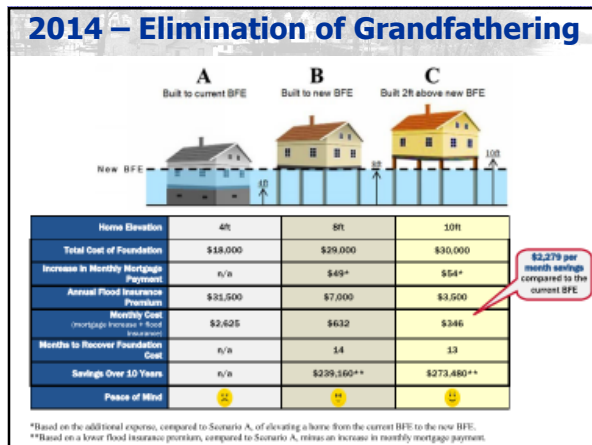 2014 – Elimination of Grandfathering
A B C
Built to current BFE Built to new BFE Built 2ft above new BFE
New BFE
4ft 8ft 10ft
Home Elevation 4ft 8ft 10ft
Total Cost of Foundation $18,000 $29,000 $30,000
Increase in Monthly Mortgage
Payment n/a $49* $54*
Annual Flood Insurance
Premium $31,500 $7,000 $3,500
Monthly Cost
(mortgage increase + flood
insurance) $2,625 $632 $346
Months to Recover Foundation
Cost n/a 14 13
Savings Over 10 Years n/a $239,160** $273,480**
Peace of Mind
$2,279 per
month savings
compared to the
current BFE
*Based on the additional expense, compared to Scenario A, of elevating a home from the current BFE to the new BFE.
**Based on a lower flood insurance premium, compared to Scenario A, minus an increase in monthly mortgage payment.